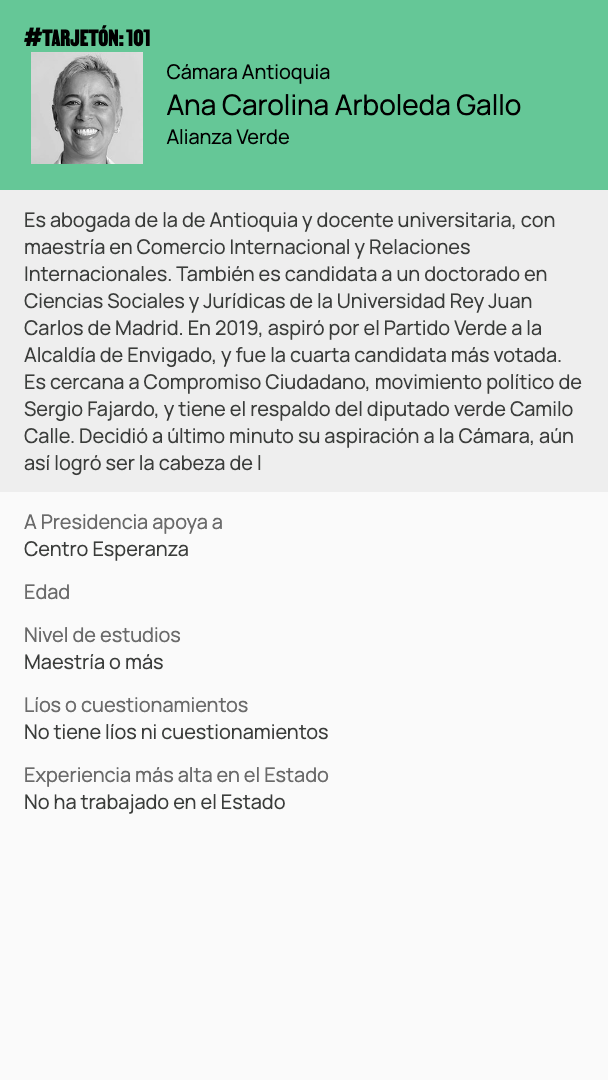 #TARJETÓN: 101
Cámara Antioquia
Ana Carolina Arboleda Gallo
Alianza Verde
Es abogada de la de Antioquia y docente universitaria, con
maestría en Comercio Internacional y Relaciones
Internacionales. También es candidata a un doctorado en
Ciencias Sociales y Jurídicas de la Universidad Rey Juan
Carlos de Madrid. En 2019, aspiró por el Partido Verde a la
Alcaldía de Envigado, y fue la cuarta candidata más votada.
Es cercana a Compromiso Ciudadano, movimiento político de
Sergio Fajardo, y tiene el respaldo del diputado verde Camilo
Calle. Decidió a último minuto su aspiración a la Cámara, aún
así logró ser la cabeza de l
A Presidencia apoya a
Centro Esperanza
Edad
Nivel de estudios
Maestría o más
Líos o cuestionamientos
No tiene líos ni cuestionamientos
Experiencia más alta en el Estado
No ha trabajado en el Estado